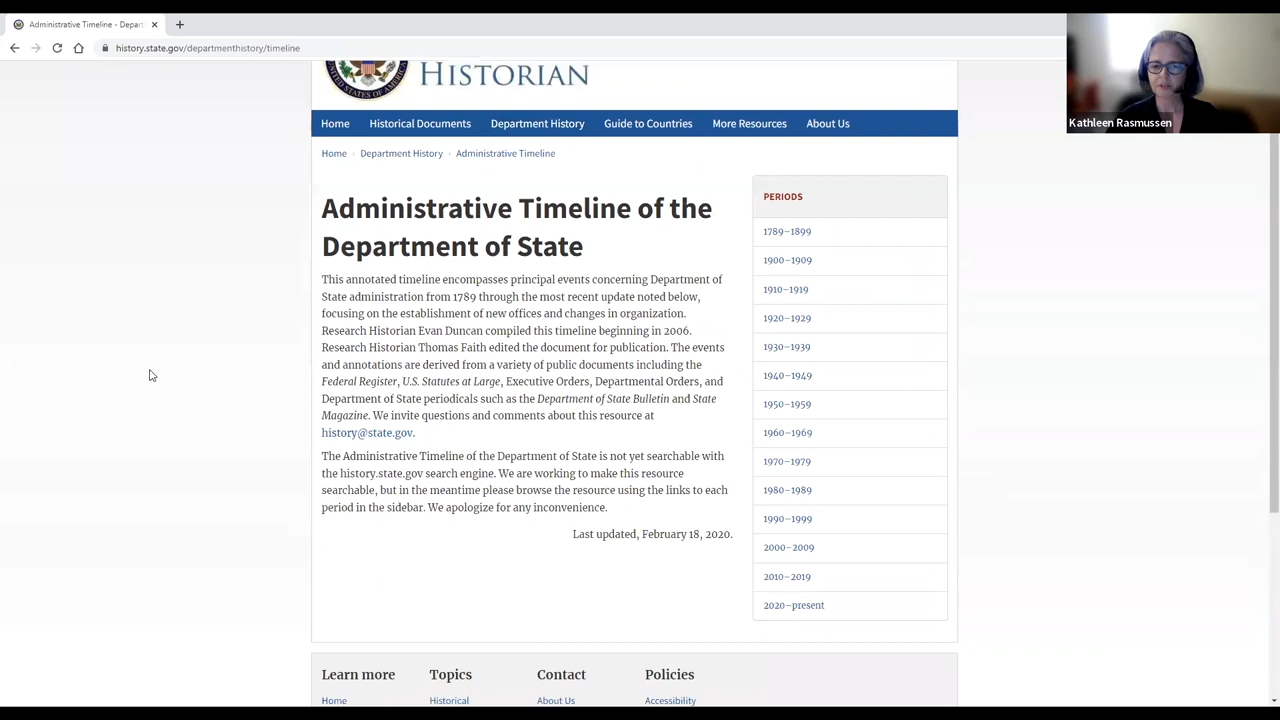 Administrative Timeline - Depar
history.state.gov/departmenthistory/timeline
Kathleen Rasmussen
UNITED STATES OF AMERICA
HISTORIAN
Home Historical Documents Department History Guide to Countries More Resources About Us
Home › Department History › Administrative Timeline
Administrative Timeline of the
Department of State
This annotated timeline encompasses principal events concerning Department of
State administration from 1789 through the most recent update noted below,
focusing on the establishment of new offices and changes in organization.
Research Historian Evan Duncan compiled this timeline beginning in 2006.
Research Historian Thomas Faith edited the document for publication. The events
and annotations are derived from a variety of public documents including the
Federal Register, U.S. Statutes at Large, Executive Orders, Departmental Orders, and
Department of State periodicals such as the Department of State Bulletin and State
Magazine. We invite questions and comments about this resource at
history@state.gov.
The Administrative Timeline of the Department of State is not yet searchable with
the history.state.gov search engine. We are working to make this resource
searchable, but in the meantime please browse the resource using the links to each
period in the sidebar. We apologize for any inconvenience.
Last updated, February 18, 2020.
PERIODS
1789–1899
1900–1909
1910–1919
1920–1929
1930–1939
1940–1949
1950–1959
1960–1969
1970–1979
1980–1989
1990–1999
2000–2009
2010–2019
2020–present
Learn more Topics Contact Policies
Home Historical About Us Accessibility